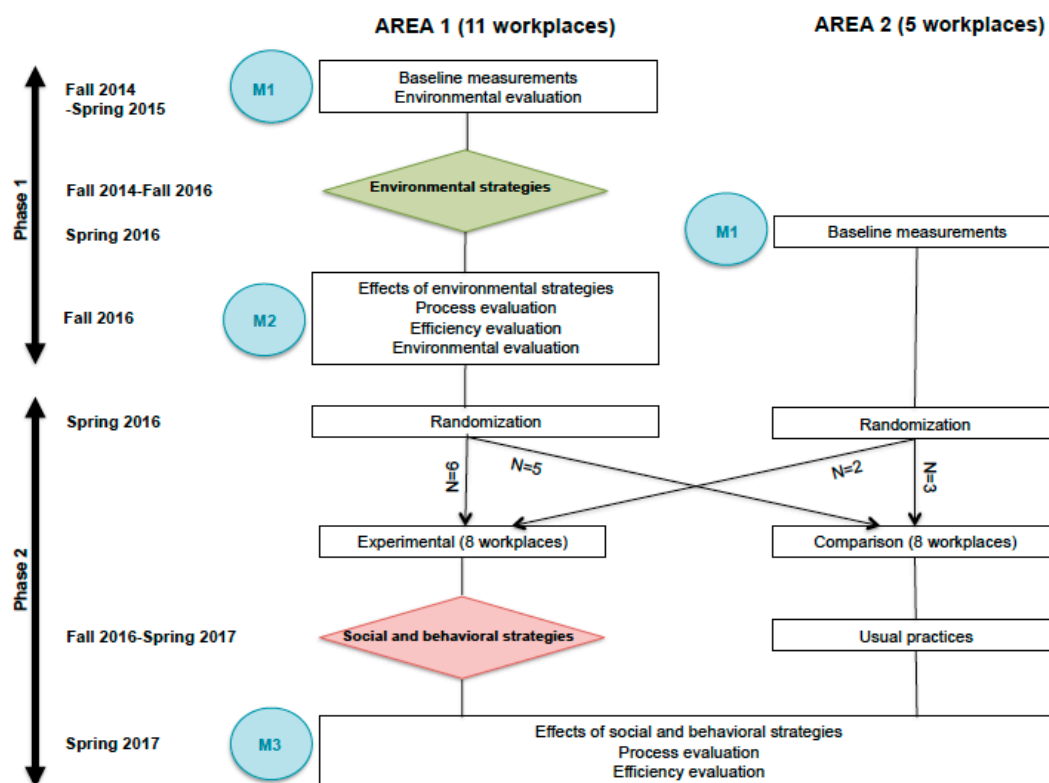 AREA 1 (11 workplaces)
AREA 2 (5 workplaces)
Phase 1
Fall 2014
-Spring 2015
M1
Baseline measurements
Environmental evaluation
Fall 2014-Fall 2016
Environmental strategies
Spring 2016
M1
Baseline measurements
Fall 2016
M2
Effects of environmental strategies
Process evaluation
Efficiency evaluation
Environmental evaluation
Phase 2
Spring 2016
Randomization
Randomization
N=6
N=5
N=2
N=3
Experimental (8 workplaces)
Comparison (8 workplaces)
Fall 2016-Spring 2017
Social and behavioral strategies
Usual practices
Spring 2017
M3
Effects of social and behavioral strategies
Process evaluation
Efficiency evaluation